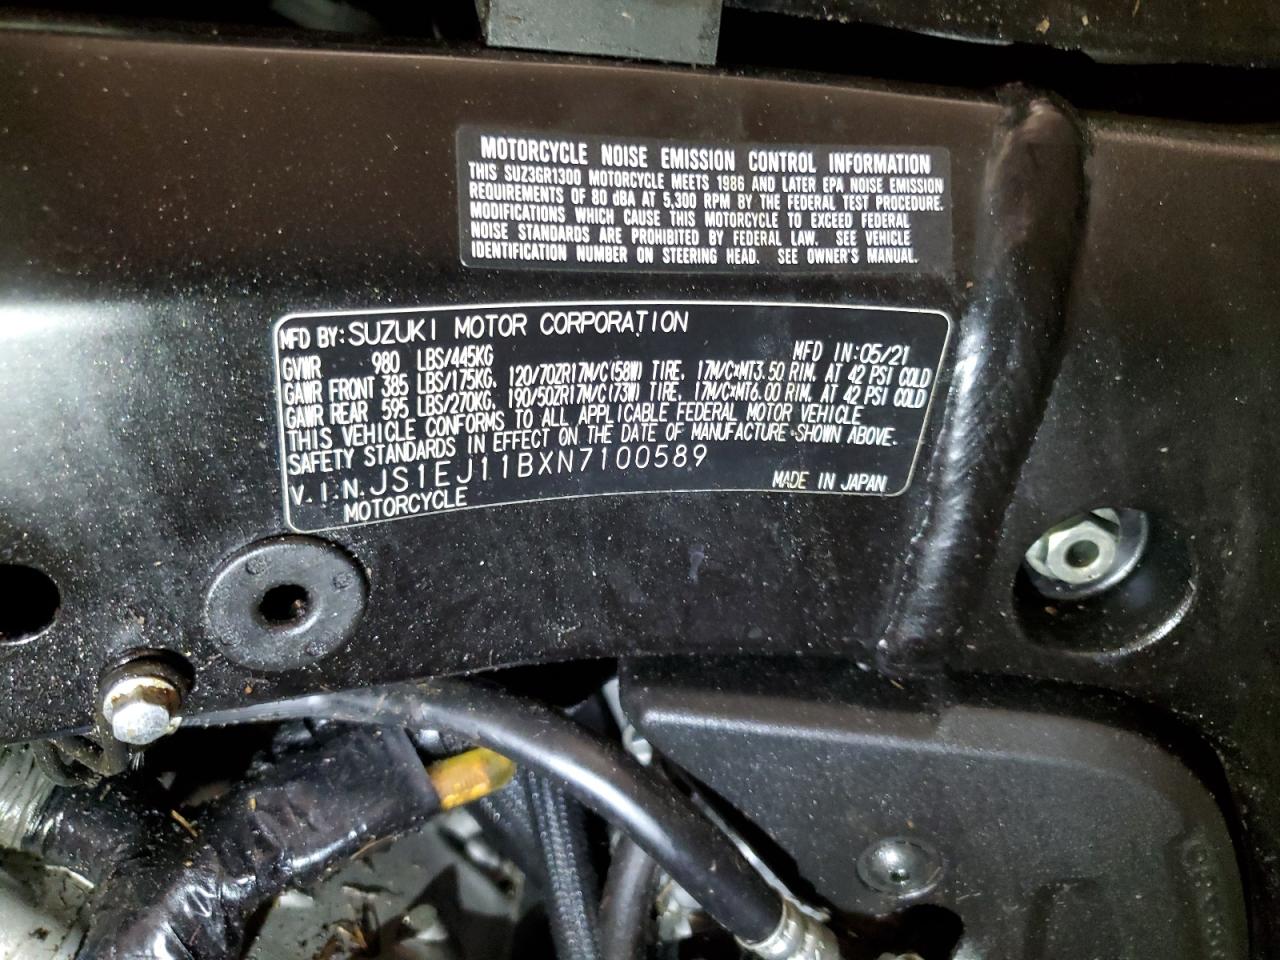 MOTORCYCLE NOISE EMISSION CONTROL INFORMATION
THIS SUZ3GR1300 MOTORCYCLE MEETS 1986 AND LATER EPA NOISE EMISSION
REQUIREMENTS OF 80 dBA AT 5,300 RPM BY THE FEDERAL TEST PROCEDURE.
MODIFICATIONS WHICH CAUSE THIS MOTORCYCLE TO EXCEED FEDERAL
NOISE STANDARDS ARE PROHIBITED BY FEDERAL LAW. SEE VEHICLE
IDENTIFICATION NUMBER ON STEERING HEAD. SEE OWNER'S MANUAL.
MFD BY: SUZUKI MOTOR CORPORATION
GVWR 980 LBS/445KG MFD IN:05/21
GAWR FRONT 385 LBS/175KG, 120/70ZR17M/C(58W) TIRE, 17M/C×MT3.50 RIM, AT 42 PSI COLD
GAWR REAR 595 LBS/270KG, 190/50ZR17M/C(73W) TIRE, 17M/C×MT6.00 RIM, AT 42 PSI COLD
THIS VEHICLE CONFORMS TO ALL APPLICABLE FEDERAL MOTOR VEHICLE
SAFETY STANDARDS IN EFFECT ON THE DATE OF MANUFACTURE SHOWN ABOVE.
V.I.N. JS1EJ11BXN7100589
MOTORCYCLE MADE IN JAPAN